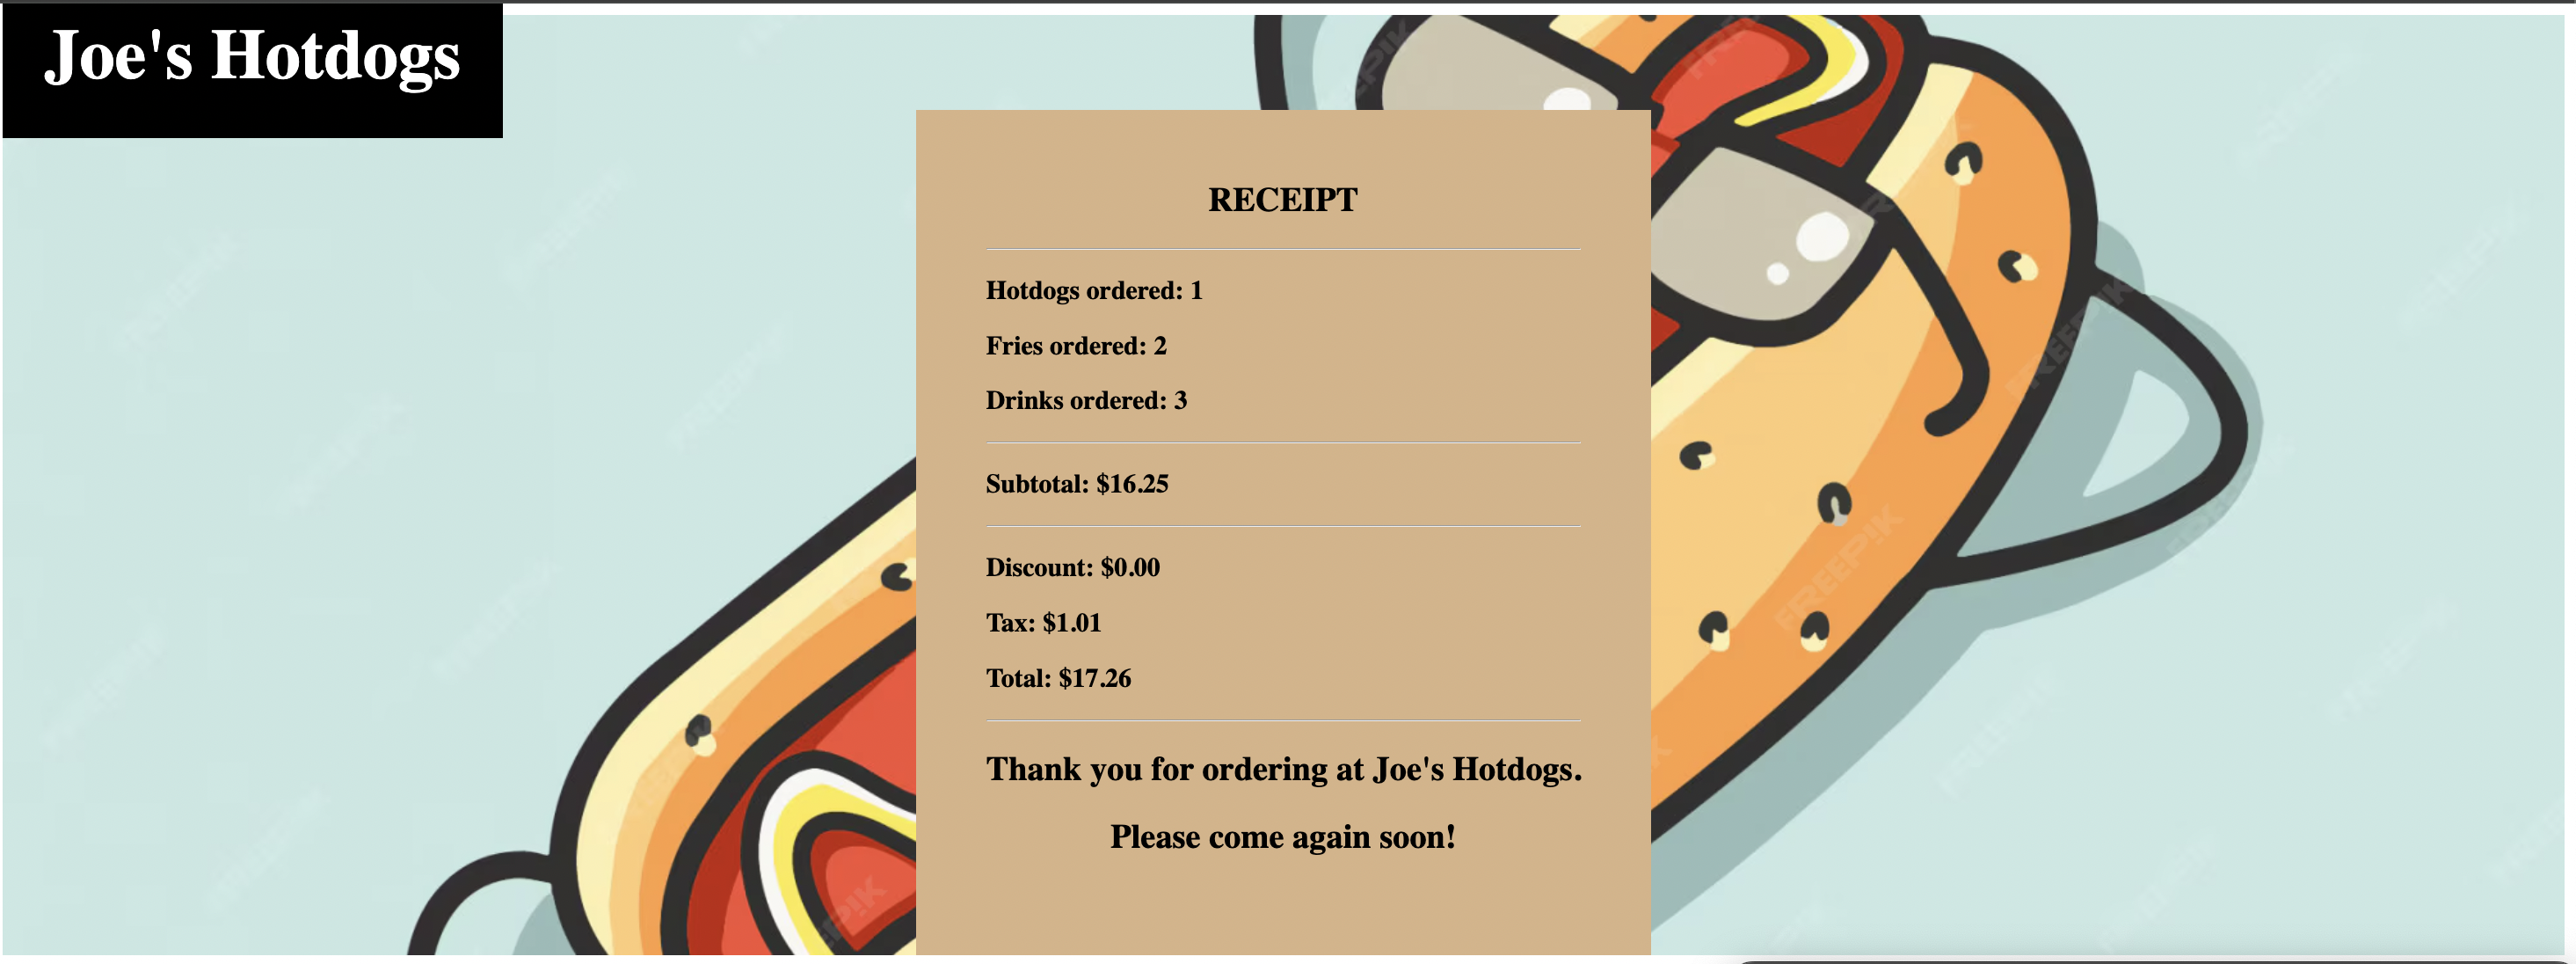 Joe's Hotdogs
RECEIPT
Hotdogs ordered: 1
Fries ordered: 2
Drinks ordered: 3
Subtotal: $16.25
Discount: $0.00
Tax: $1.01
Total: $17.26
Thank you for ordering at Joe's Hotdogs.
Please come again soon!
FREEPIK